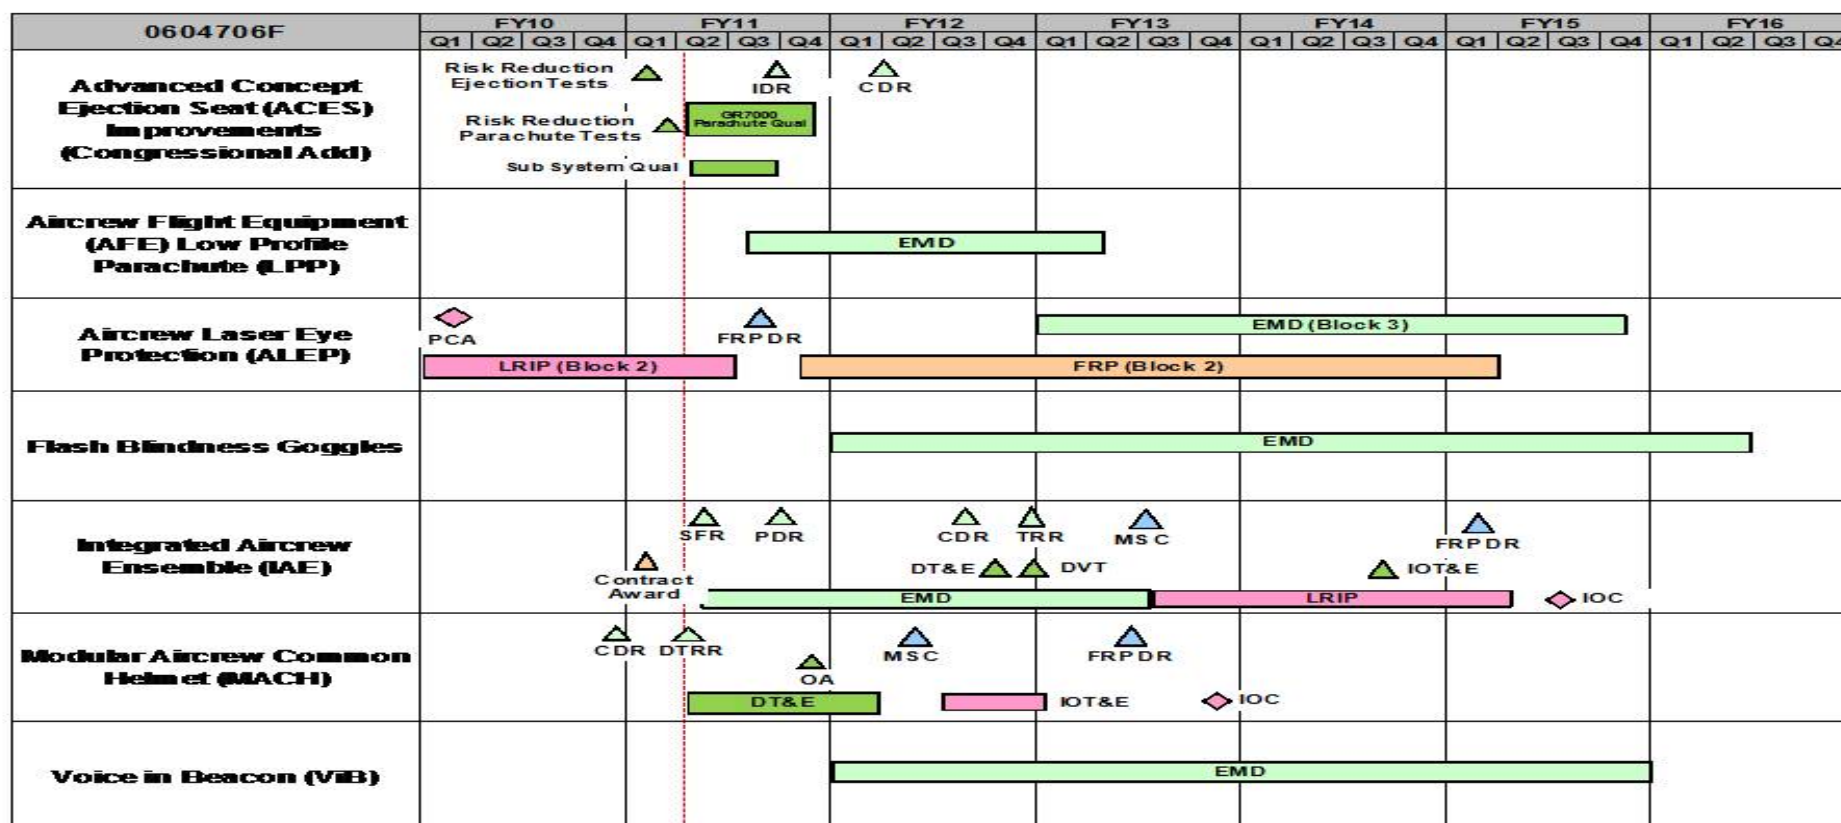 0604706F
FY10 FY11 FY12 FY13 FY14 FY15 FY16
Q1 Q2 Q3 Q4 Q1 Q2 Q3 Q4 Q1 Q2 Q3 Q4 Q1 Q2 Q3 Q4 Q1 Q2 Q3 Q4 Q1 Q2 Q3 Q4 Q1 Q2 Q3 Q4
Advanced Concept
Ejection Seat (ACES)
Improvements
(Congressional Add)
Risk Reduction
Ejection Tests
IDR
CDR
Risk Reduction
Parachute Tests
GR7000
Parachute Qual
Sub System Qual
Aircrew Flight Equipment
(AFE) Low Profile
Parachute (LPP)
EMD
Aircrew Laser Eye
Protection (ALEP)
PCA
FRPDR
EMD (Block 3)
LRIP (Block 2)
FRP (Block 2)
Flash Blindness Goggles
EMD
Integrated Aircrew
Ensemble (IAE)
SFR
PDR
CDR
TRR
MSC
FRPDR
Contract
Award
DT&E
DVT
IOT&E
EMD
LRIP
IOC
Modular Aircrew Common
Helmet (MACH)
CDR
DTRR
OA
MSC
FRPDR
DT&E
IOT&E
IOC
Voice in Beacon (ViB)
EMD